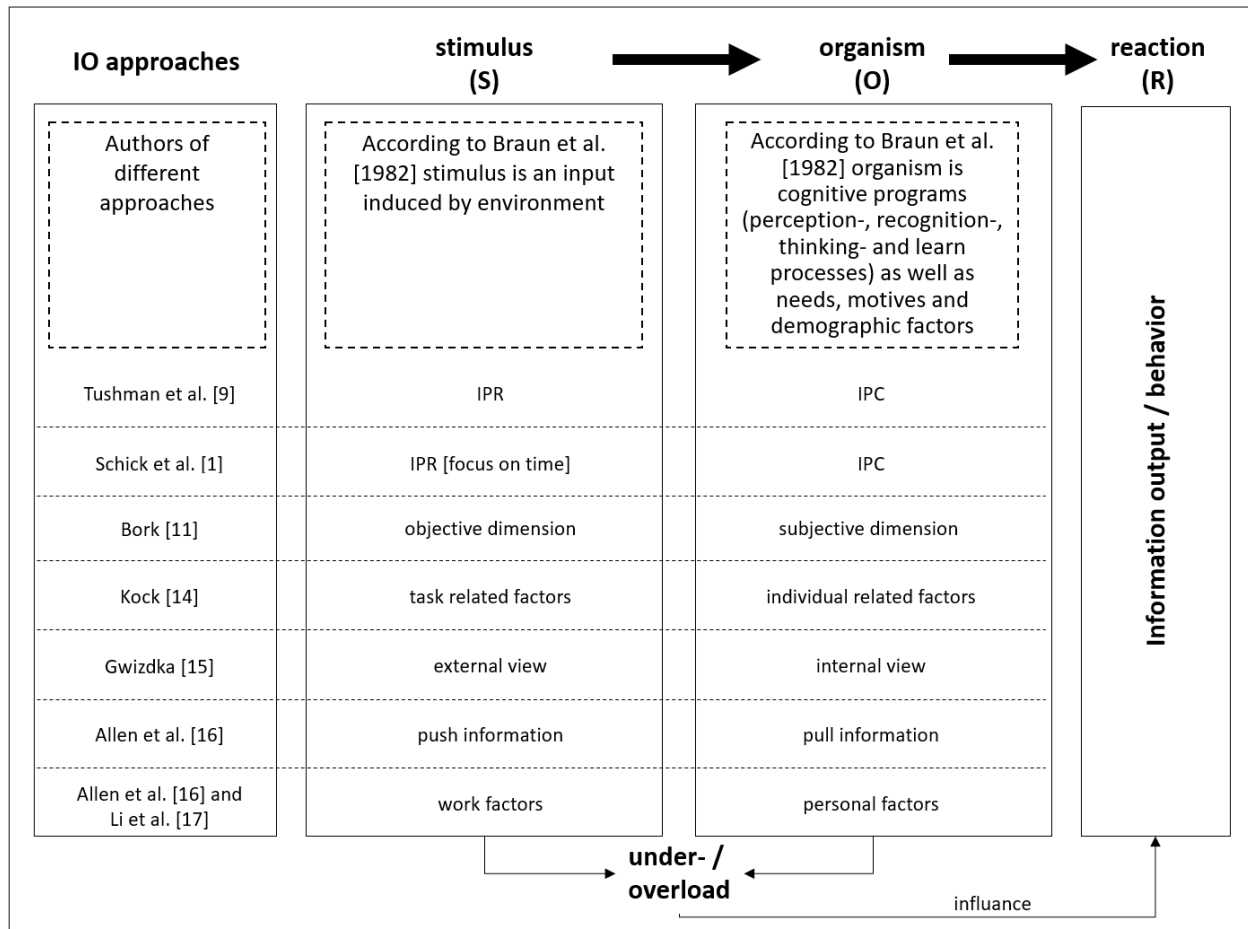 IO approaches
stimulus
(S)
organism
(O)
reaction
(R)
Authors of
different
approaches
According to Braun et al.
[1982] stimulus is an input
induced by environment
According to Braun et al.
[1982] organism is
cognitive programs
(perception-, recognition-,
thinking- and learn
processes) as well as
needs, motives and
demographic factors
Information output / behavior
Tushman et al. [9]
IPR
IPC
Schick et al. [1]
IPR [focus on time]
IPC
Bork [11]
objective dimension
subjective dimension
Kock [14]
task related factors
individual related factors
Gwizdka [15]
external view
internal view
Allen et al. [16]
push information
pull information
Allen et al. [16] and
Li et al. [17]
work factors
personal factors
under- /
overload
influance